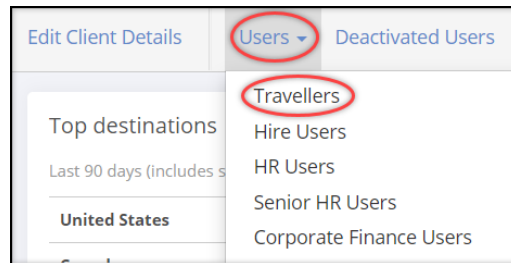 Edit Client Details
Users
Deactivated Users
Travellers
Hire Users
HR Users
Senior HR Users
Corporate Finance Users
Top destinations
Last 90 days (includes s
United States